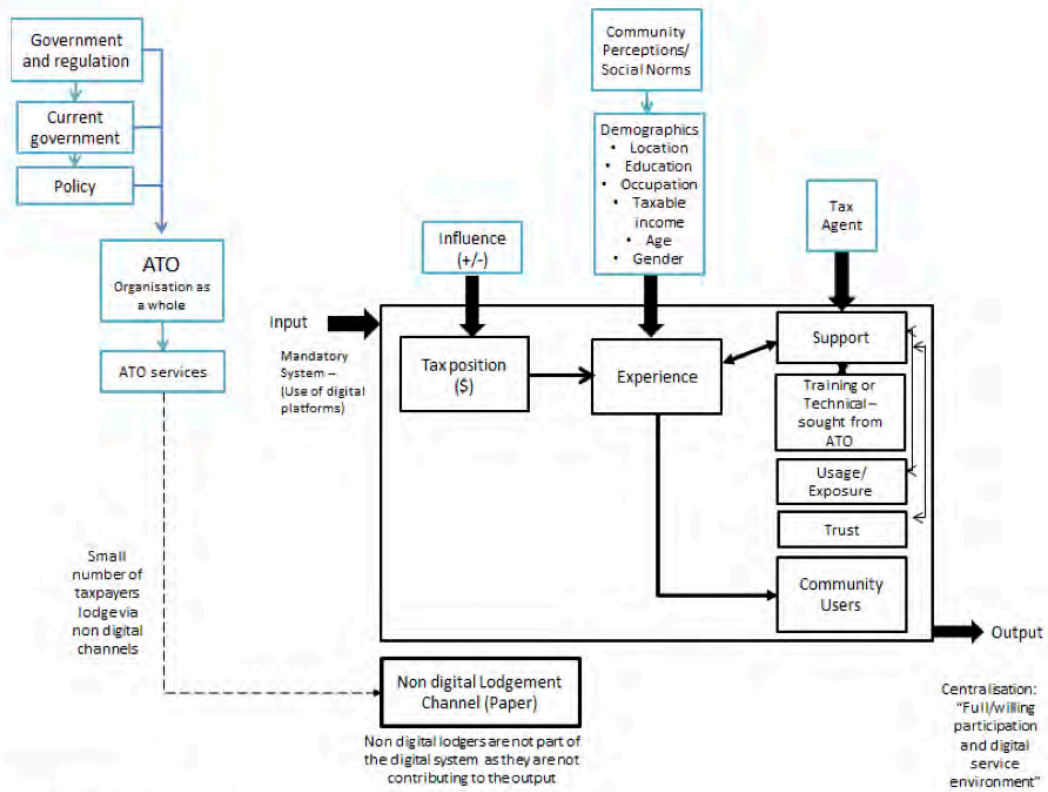 Government
and regulation
Current
government
Policy
ATO
Organisation as
a whole
ATO services
Small
number of
taxpayers
lodge via
non digital
channels
Community
Perceptions/
Social Norms
Demographics
• Location
• Education
• Occupation
• Taxable
income
• Age
• Gender
Influence
(+/-)
Tax
Agent
Input
Mandatory
System –
(Use of digital
platforms)
Tax position
($)
Experience
Support
Training or
Technical –
sought from
ATO
Usage/
Exposure
Trust
Community
Users
Output
Centralisation:
“Full/willing
participation
and digital
service
environment”
Non digital Lodgement
Channel (Paper)
Non digital lodgers are not part of
the digital system as they are not
contributing to the output